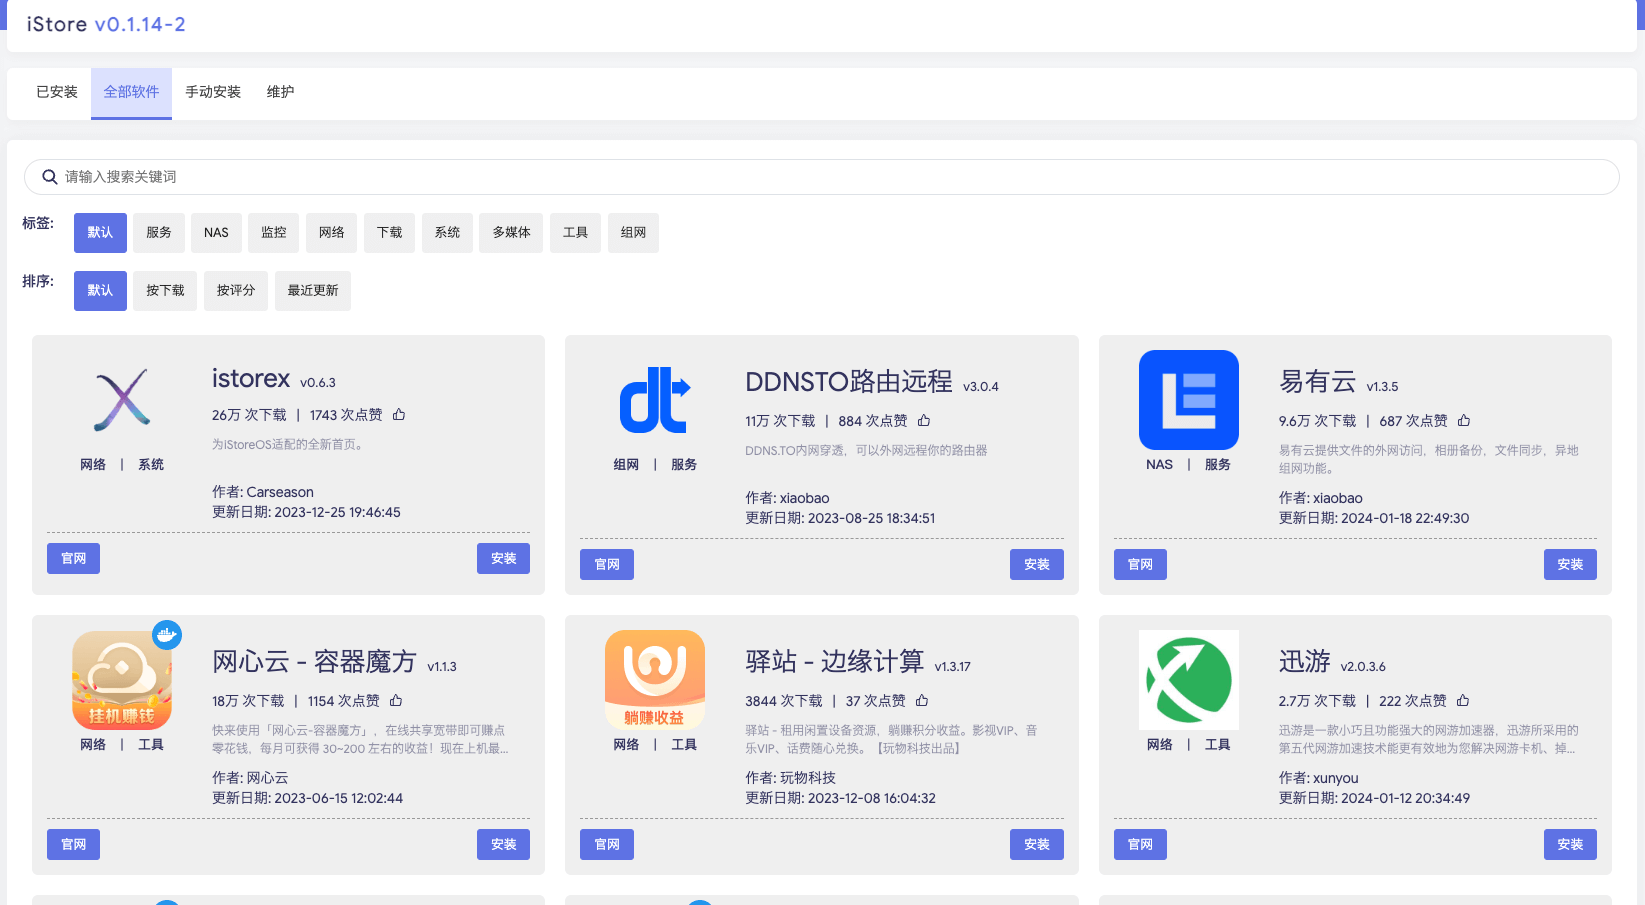 iStore v0.1.14-2
已安装 全部软件 手动安装 维护
请输入搜索关键词
标签: 默认 服务 NAS 监控 网络 下载 系统 多媒体 工具 组网
排序: 默认 按下载 按评分 最近更新
istorex v0.6.3
26万 次下载 | 1743 次点赞
为iStoreOS适配的全新首页。
网络 | 系统
作者: Carseason
更新日期: 2023-12-25 19:46:45
官网 安装
DDNSTO路由远程 v3.0.4
11万 次下载 | 884 次点赞
DDNS.TO内网穿透，可以外网远程你的路由器
组网 | 服务
作者: xiaobao
更新日期: 2023-08-25 18:34:51
官网 安装
易有云 v1.3.5
9.6万 次下载 | 687 次点赞
易有云提供文件的外网访问，相册备份，文件同步，异地
组网功能。
NAS | 服务
作者: xiaobao
更新日期: 2024-01-18 22:49:30
官网 安装
网心云 - 容器魔方 v1.1.3
18万 次下载 | 1154 次点赞
快来使用「网心云-容器魔方」，在线共享宽带即可赚点
零花钱，每月可获得 30~200 左右的收益！现在上机最...
挂机赚钱
网络 | 工具
作者: 网心云
更新日期: 2023-06-15 12:02:44
官网 安装
驿站 - 边缘计算 v1.3.17
3844 次下载 | 37 次点赞
驿站 - 租用闲置设备资源，躺赚积分收益。影视VIP、音
乐VIP、话费随心兑换。【玩物科技出品】
躺赚收益
网络 | 工具
作者: 玩物科技
更新日期: 2023-12-08 16:04:32
官网 安装
迅游 v2.0.3.6
2.7万 次下载 | 222 次点赞
迅游是一款小巧且功能强大的网游加速器，迅游所采用的
第五代网游加速技术能更有效地为您解决网游卡机、掉...
网络 | 工具
作者: xunyou
更新日期: 2024-01-12 20:34:49
官网 安装